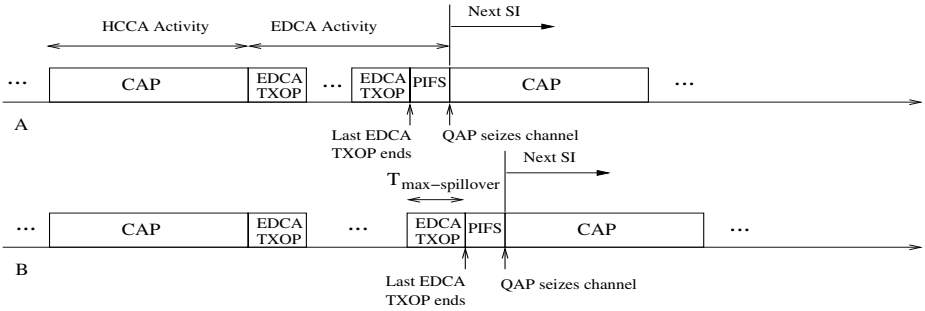 Next SI
HCCA Activity
EDCA Activity
... CAP EDCA TXOP ... EDCA TXOP PIFS CAP ...
A
Last EDCA TXOP ends
QAP seizes channel
Next SI
T max−spillover
... CAP EDCA TXOP ... EDCA TXOP PIFS CAP ...
B
Last EDCA TXOP ends
QAP seizes channel